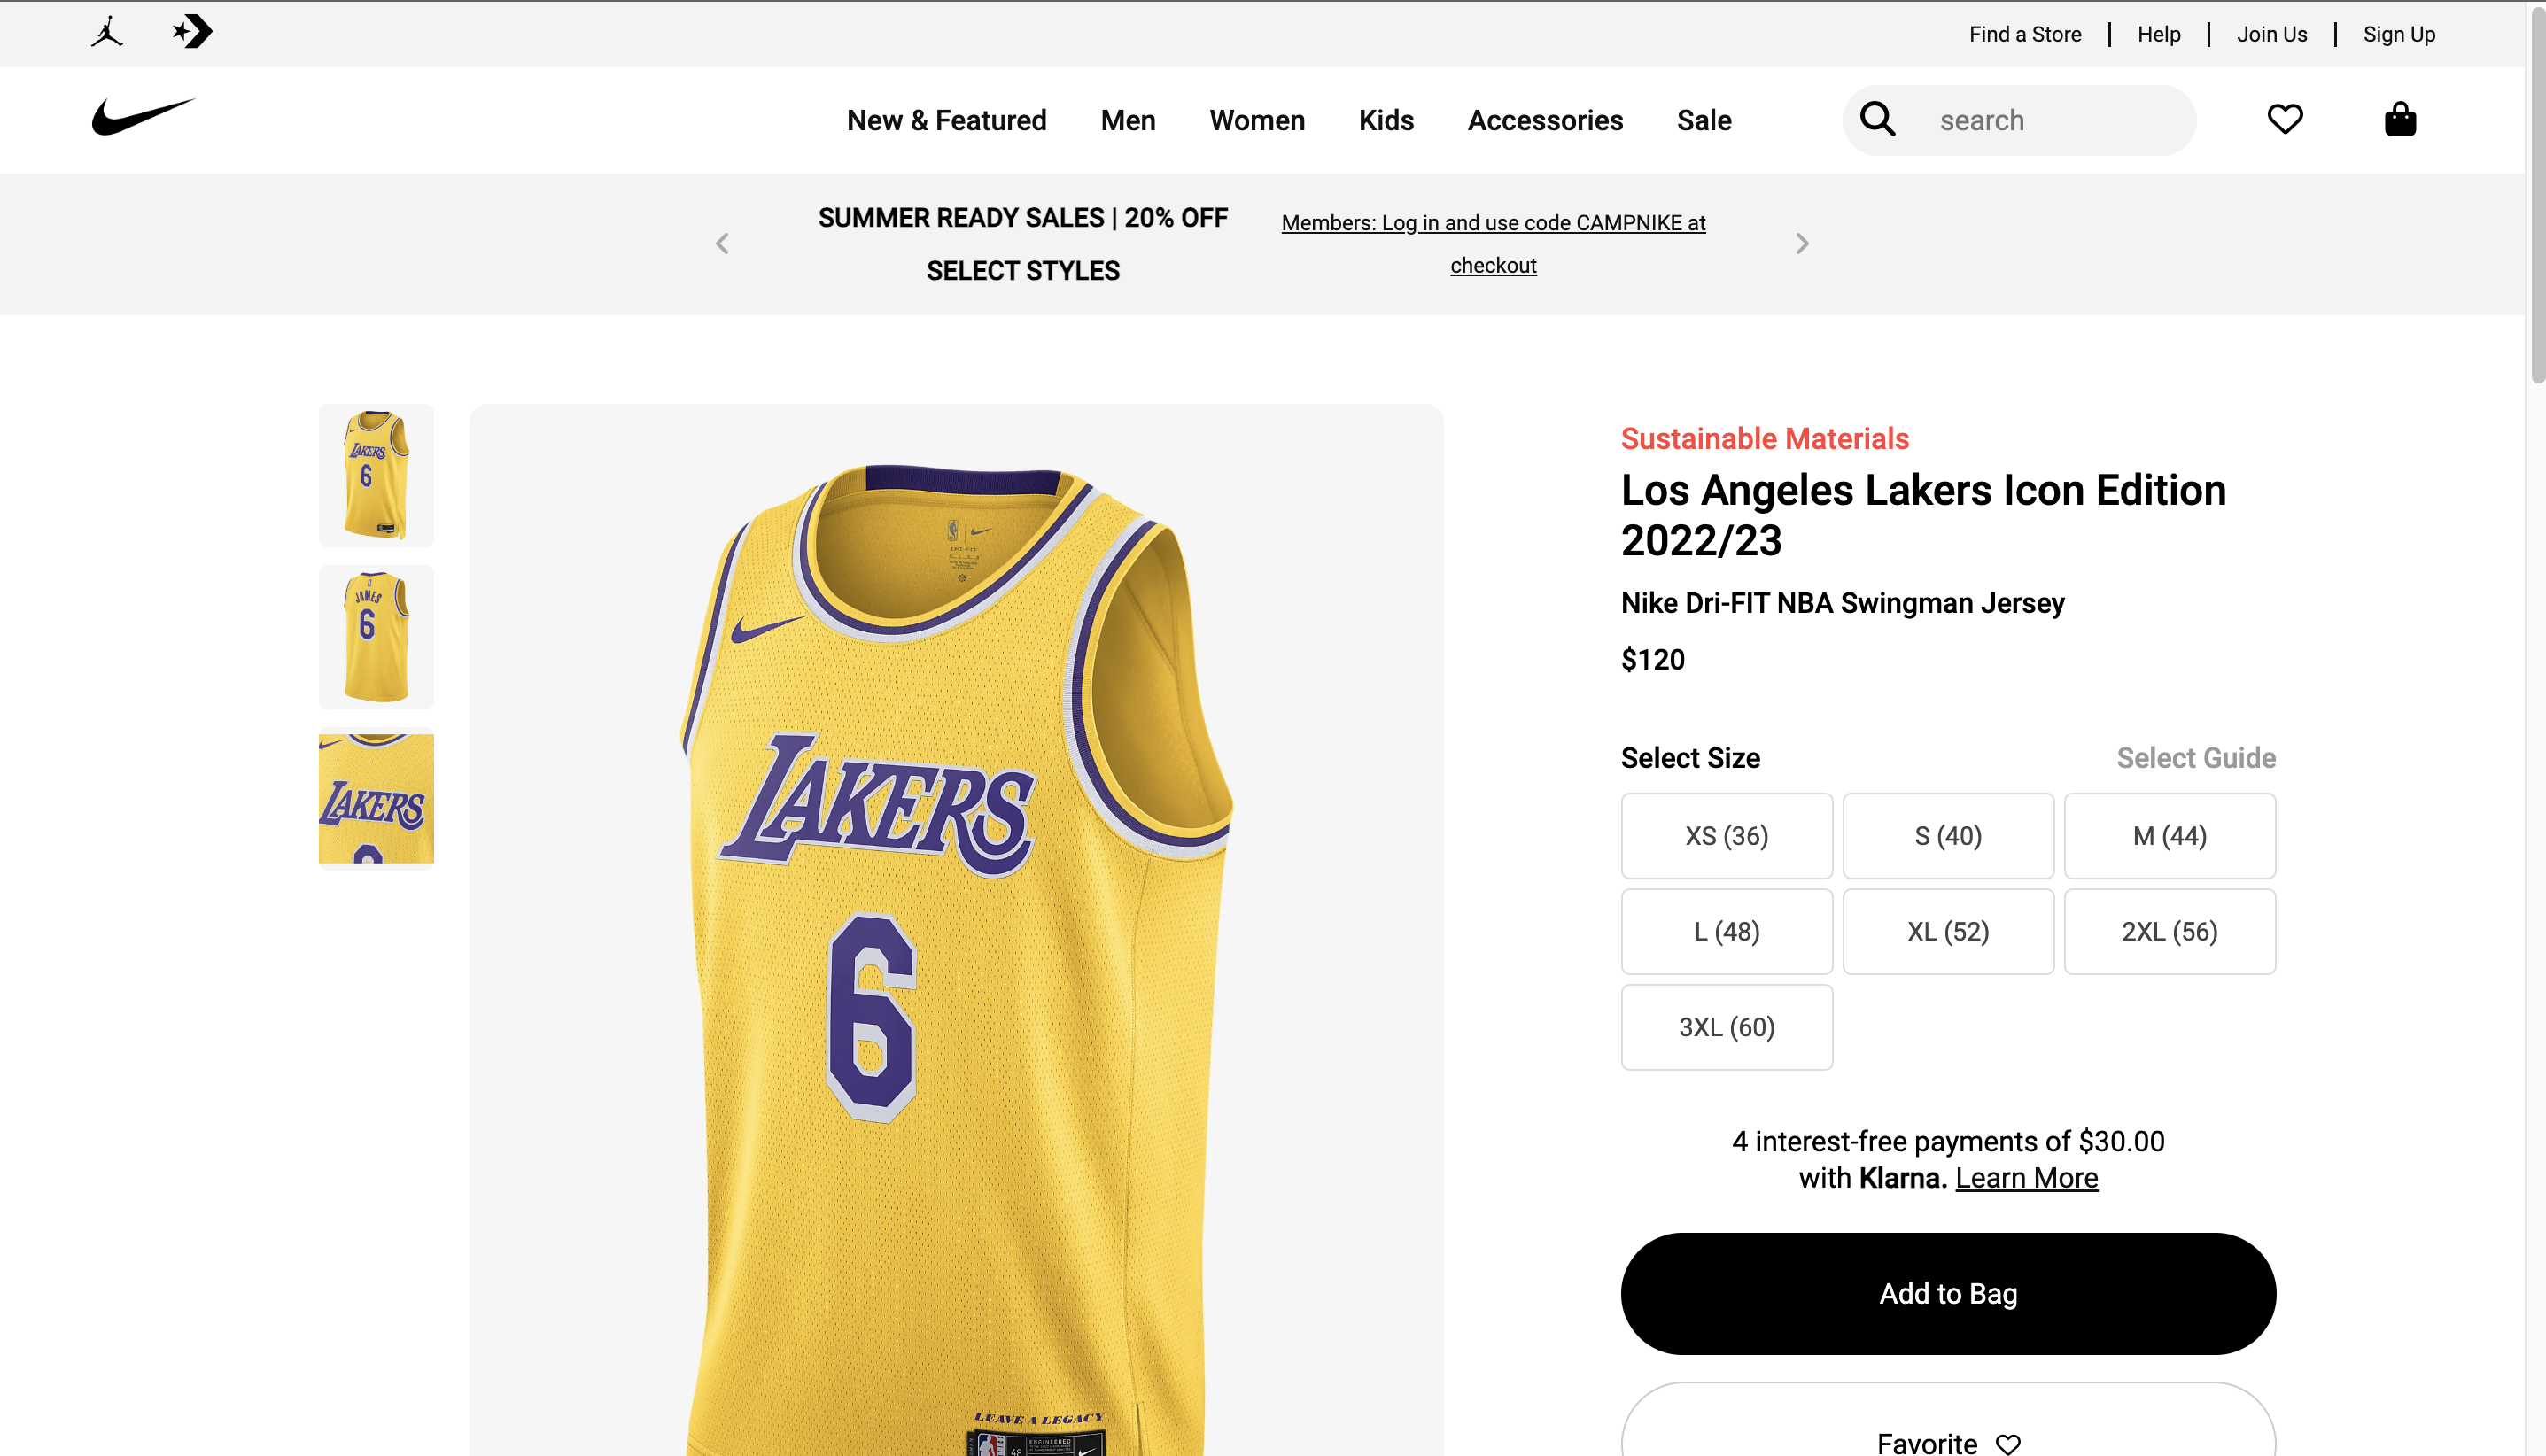 Find a Store | Help | Join Us | Sign Up
New & Featured Men Women Kids Accessories Sale search
SUMMER READY SALES | 20% OFF
SELECT STYLES
Members: Log in and use code CAMPNIKE at
checkout
LAKERS
6
JAMES
6
LAKERS
LAKERS
6
LEAVE A LEGACY
48
ENGINEERED
Sustainable Materials
Los Angeles Lakers Icon Edition
2022/23
Nike Dri-FIT NBA Swingman Jersey
$120
Select Size Select Guide
XS (36) S (40) M (44)
L (48) XL (52) 2XL (56)
3XL (60)
4 interest-free payments of $30.00
with Klarna. Learn More
Add to Bag
Favorite